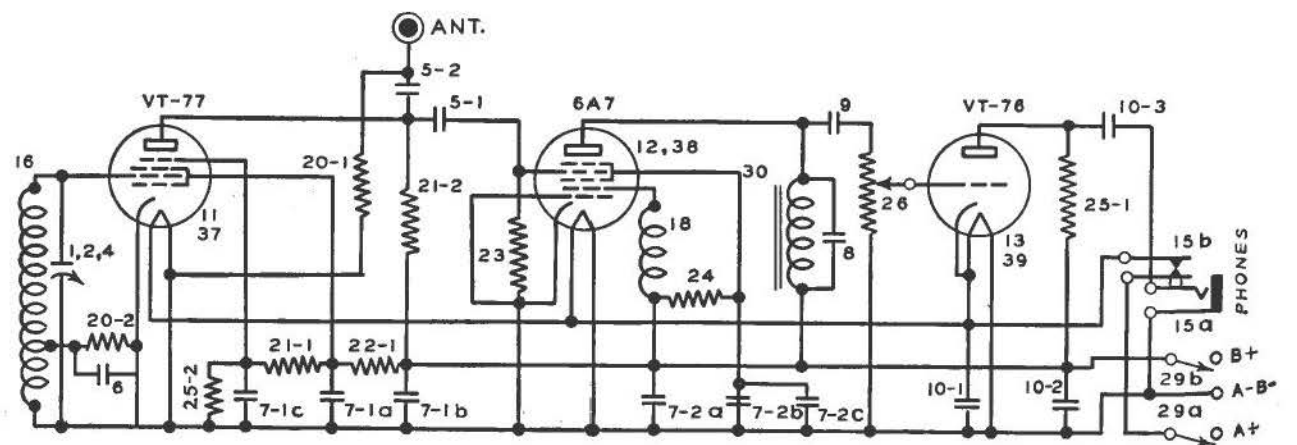 ANT.
5-2
VT-77
5-1
6A7
9
VT-76
10-3
16
20-1
12,38
30
21-2
26
25-1
11
37
18
13
39
15b
1,2,4
23
24
8
PHONES
20-2
15a
21-1
22-1
B+
6
25-2
29b
A-B-
7-1c
7-1a
7-1b
7-2a
7-2b
7-2C
10-1
10-2
29a
A+